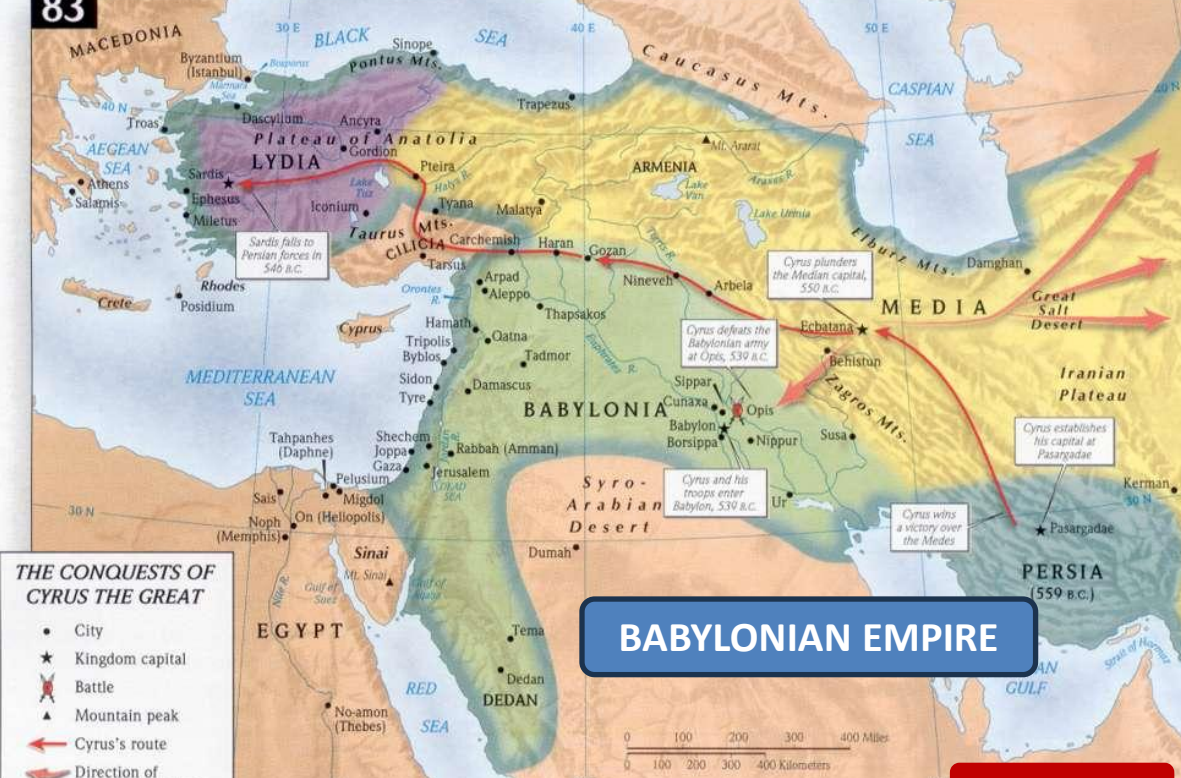 83
MACEDONIA
30 E
BLACK
SEA
40 E
50 E
Sinope
Caucasus Mts.
Byzantium
(Istanbul)
Bosporus
Pontus Mts.
Marmara
Sea
CASPIAN
SEA
40 N
40 N
Trapezus
Troas
Dascylium
Ancyra
Plateau of Anatolia
Gordion
LYDIA
AEGEAN
SEA
Mt. Ararat
ARMENIA
Pteira
Sardis
Athens
Salamis
Ephesus
Miletus
Lake
Tuz
Halys R.
Araxes R.
Lake
Van
Iconium
Tyana
Malatya
Lake Urmia
Taurus Mts.
CILICIA
Carchemish
Haran
Gozan
Tigris R.
Elburz Mts.
Sardis falls to
Persian forces in
546 B.C.
Tarsus
Cyrus plunders
the Median capital,
550 B.C.
Damghan
Nineveh
Arbela
Arpad
Aleppo
Rhodes
Crete
Posidium
Orontes
R.
Thapsakos
MEDIA
Great
Salt
Desert
Cyprus
Hamath
Qatna
Cyrus defeats the
Babylonian army
at Opis, 539 B.C.
Ecbatana
Tripolis
Byblos
Tadmor
Euphrates R.
Behistun
Zagros Mts.
Iranian
Plateau
MEDITERRANEAN
SEA
Sidon
Tyre
Damascus
Sippar
Cunaxa
Opis
BABYLONIA
Babylon
Borsippa
Nippur
Susa
Cyrus establishes
his capital at
Pasargadae
Tahpanhes
(Daphne)
Shechem
Joppa
Gaza
Jordan
R.
Rabbah (Amman)
Jerusalem
DEAD
SEA
Pelusium
Migdol
Sais
On (Heliopolis)
Syro-
Arabian
Desert
Cyrus and his
troops enter
Babylon, 539 B.C.
Ur
Kerman
30 N
30 N
Noph
(Memphis)
Cyrus wins
a victory over
the Medes
Pasargadae
Dumah
Sinai
Mt. Sinai
Gulf of
Suez
Gulf of
Aqaba
Nile R.
PERSIA
(559 B.C.)
THE CONQUESTS OF
CYRUS THE GREAT
City
Kingdom capital
Battle
Mountain peak
Cyrus's route
Direction of
EGYPT
Tema
Dedan
DEDAN
BABYLONIAN EMPIRE
AN
GULF
Strait of Hormuz
RED
SEA
No-amon
(Thebes)
0 100 200 300 400 Miles
0 100 200 300 400 Kilometers